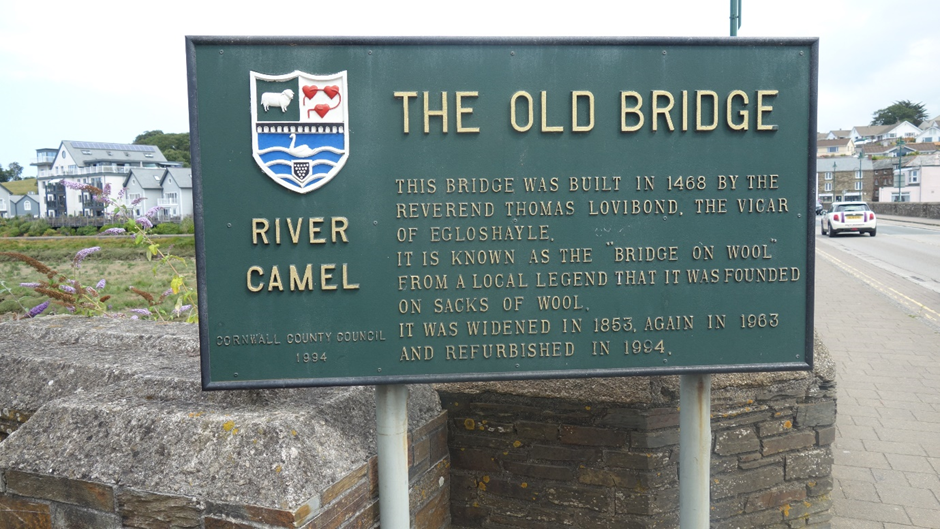 THE OLD BRIDGE
THIS BRIDGE WAS BUILT IN 1468 BY THE
REVEREND THOMAS LOVIBOND, THE VICAR
OF EGLOSHAYLE.
IT IS KNOWN AS THE "BRIDGE ON WOOL"
FROM A LOCAL LEGEND THAT IT WAS FOUNDED
ON SACKS OF WOOL.
IT WAS WIDENED IN 1853, AGAIN IN 1963
AND REFURBISHED IN 1994.
RIVER
CAMEL
CORNWALL COUNTY COUNCIL
1994